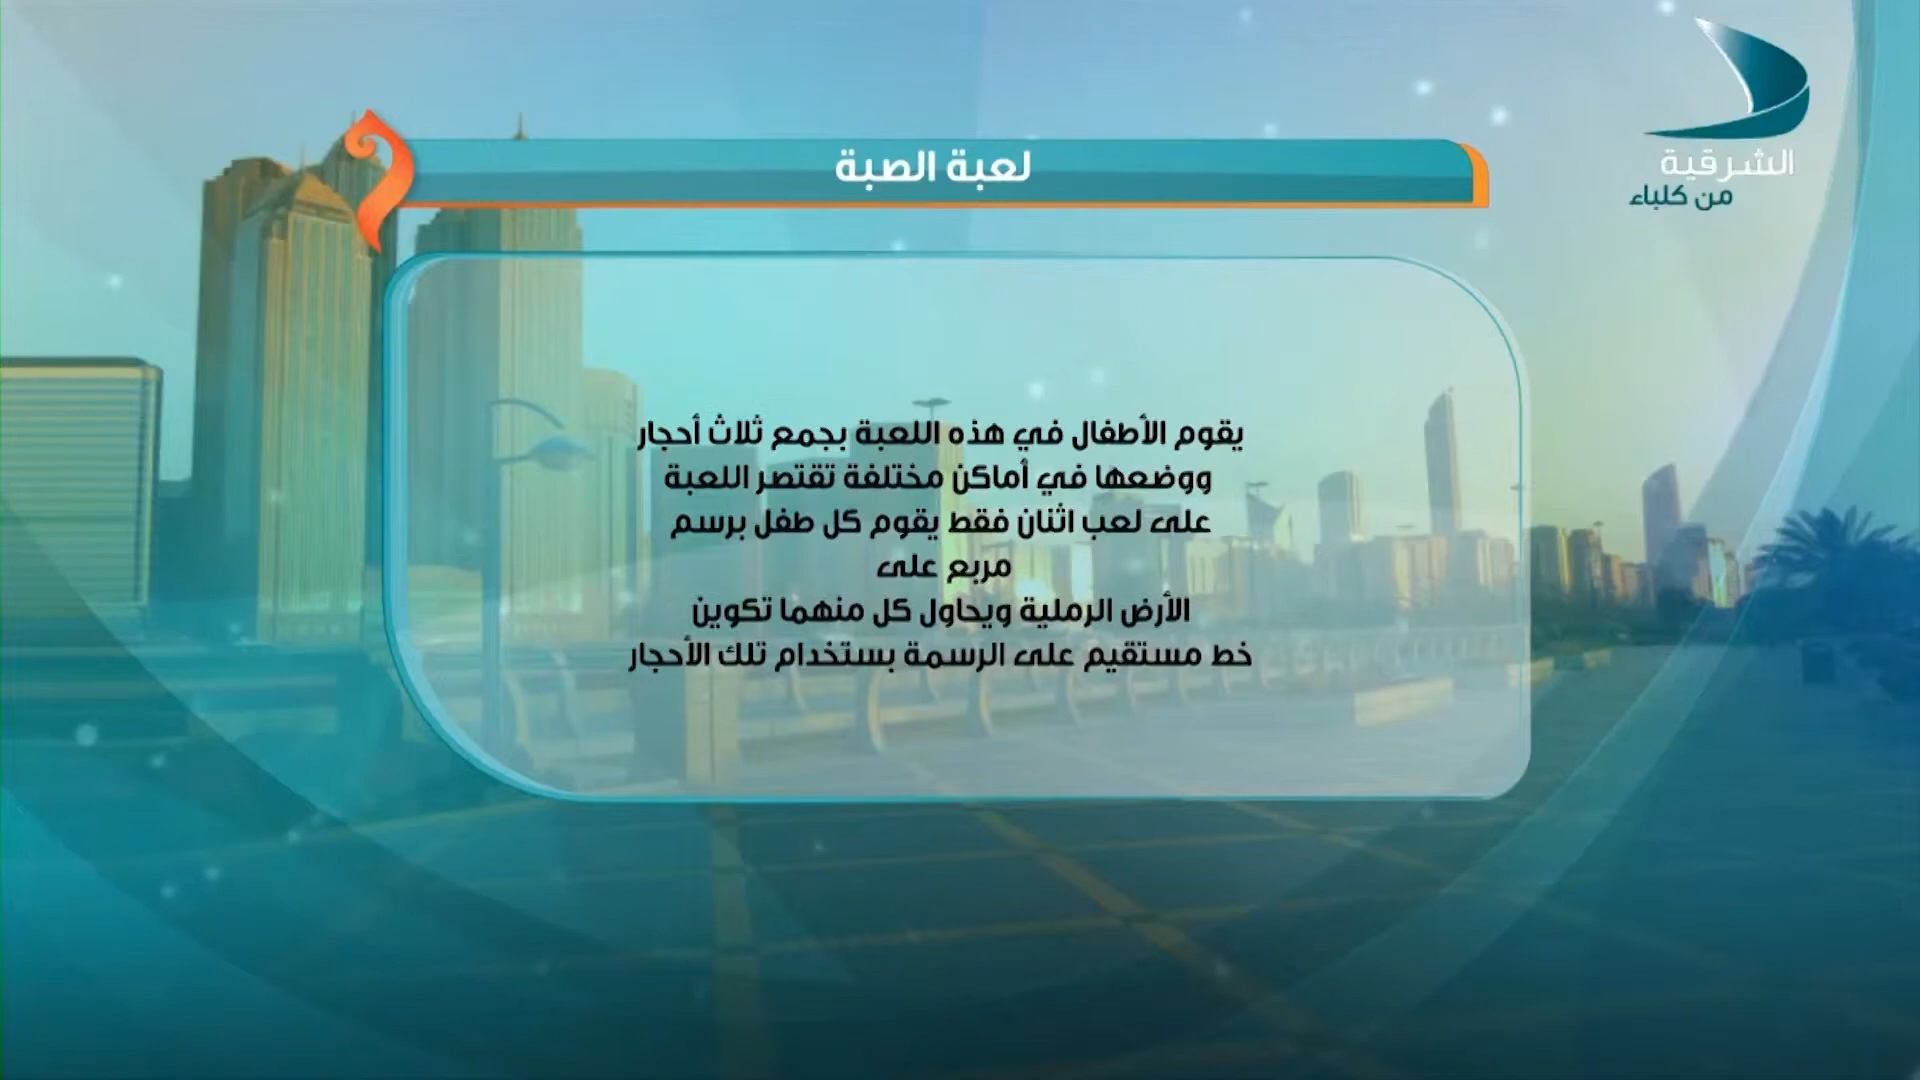 لعبة الصبة
الشرقية
من كلباء
يقوم الأطفال في هذه اللعبة بجمع ثلاث أحجار
ووضعها في أماكن مختلفة تقتصر اللعبة
على لعب اثنان فقط يقوم كل طفل برسم
مربع على
الأرض الرملية ويحاول كل منهما تكوين
خط مستقيم على الرسمة بستخدام تلك الأحجار